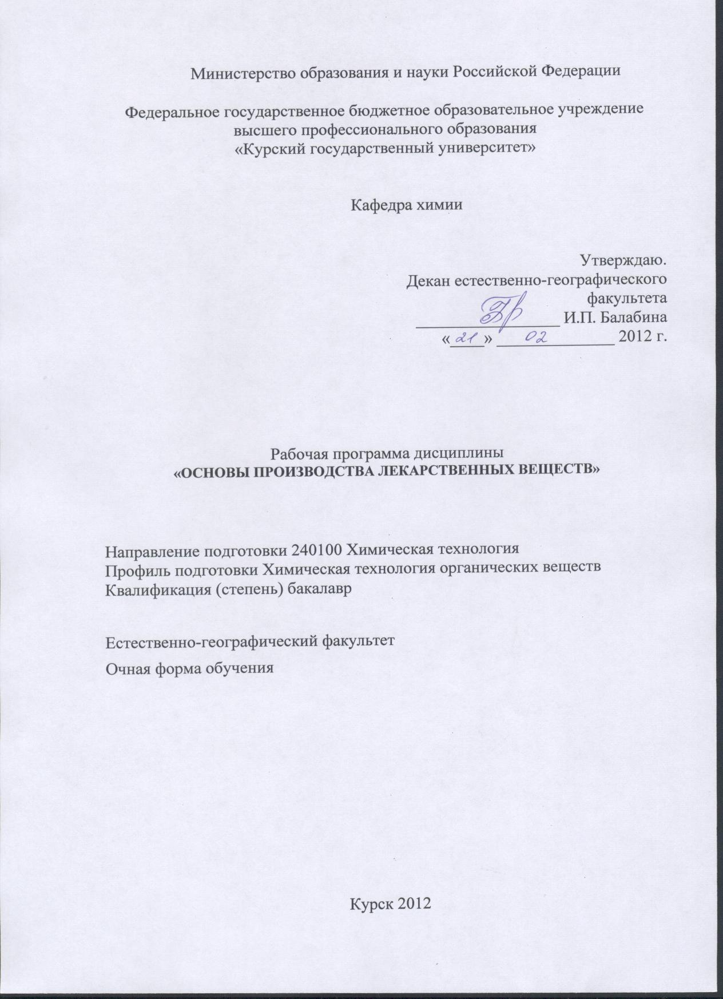 Министерство образования и науки Российской Федерации
Федеральное государственное бюджетное образовательное учреждение
высшего профессионального образования
«Курский государственный университет»
Кафедра химии
Утверждаю.
Декан естественно-географического
факультета
И.П. Балабина
«21» 02 2012 г.
Рабочая программа дисциплины
«ОСНОВЫ ПРОИЗВОДСТВА ЛЕКАРСТВЕННЫХ ВЕЩЕСТВ»
Направление подготовки 240100 Химическая технология
Профиль подготовки Химическая технология органических веществ
Квалификация (степень) бакалавр
Естественно-географический факультет
Очная форма обучения
Курск 2012